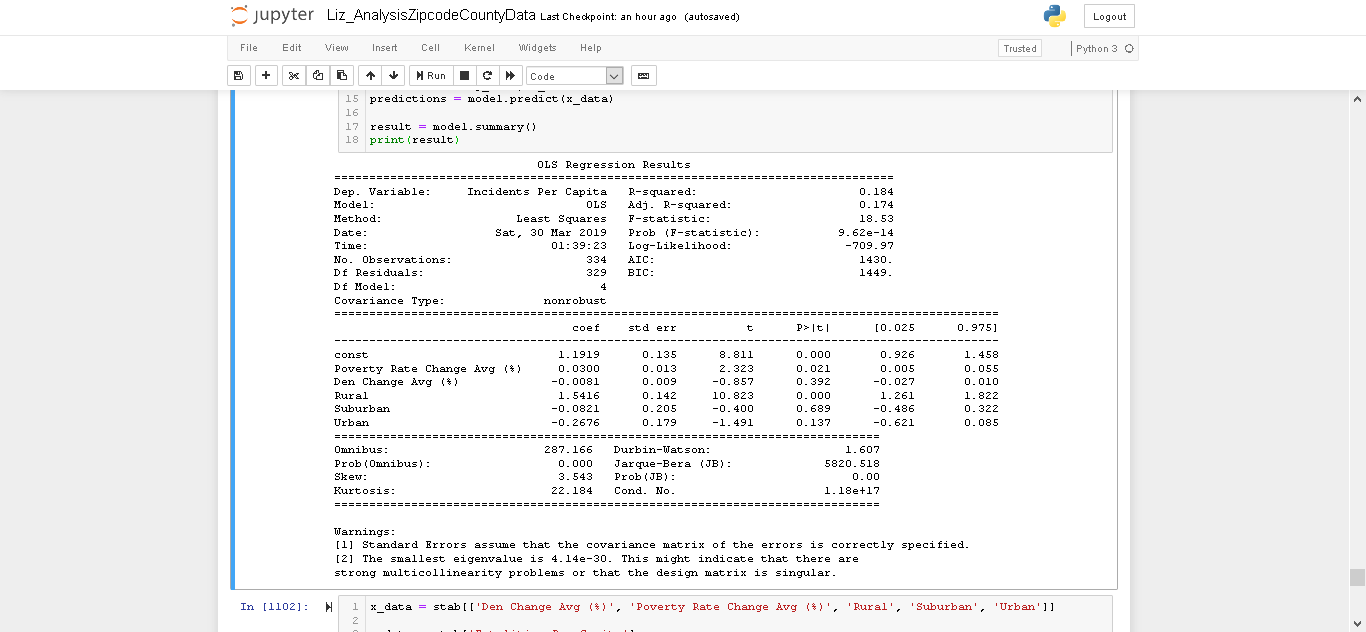 jupyter Liz_AnalysisZipcodeCountyData Last Checkpoint: an hour ago (autosaved) Logout
File Edit View Insert Cell Kernel Widgets Help Trusted Python 3
Run Code
15 predictions = model.predict(x_data)
16
17 result = model.summary()
18 print(result)
OLS Regression Results
==============================================================================
Dep. Variable: Incidents Per Capita R-squared: 0.184
Model: OLS Adj. R-squared: 0.174
Method: Least Squares F-statistic: 18.53
Date: Sat, 30 Mar 2019 Prob (F-statistic): 9.62e-14
Time: 01:39:23 Log-Likelihood: -709.97
No. Observations: 334 AIC: 1430.
Df Residuals: 329 BIC: 1449.
Df Model: 4
Covariance Type: nonrobust
===============================================================================================
coef std err t P>|t| [0.025 0.975]
-----------------------------------------------------------------------------------------------
const 1.1919 0.135 8.811 0.000 0.926 1.458
Poverty Rate Change Avg (%) 0.0300 0.013 2.323 0.021 0.005 0.055
Den Change Avg (%) -0.0081 0.009 -0.857 0.392 -0.027 0.010
Rural 1.5416 0.142 10.823 0.000 1.261 1.822
Suburban -0.0821 0.205 -0.400 0.689 -0.486 0.322
Urban -0.2676 0.179 -1.491 0.137 -0.621 0.085
==============================================================================
Omnibus: 287.166 Durbin-Watson: 1.607
Prob(Omnibus): 0.000 Jarque-Bera (JB): 5820.518
Skew: 3.543 Prob(JB): 0.00
Kurtosis: 22.184 Cond. No. 1.18e+17
==============================================================================
Warnings:
[1] Standard Errors assume that the covariance matrix of the errors is correctly specified.
[2] The smallest eigenvalue is 4.14e-30. This might indicate that there are
strong multicollinearity problems or that the design matrix is singular.
In [1102]: 1 x_data = stab[['Den Change Avg (%)', 'Poverty Rate Change Avg (%)', 'Rural', 'Suburban', 'Urban']]
2